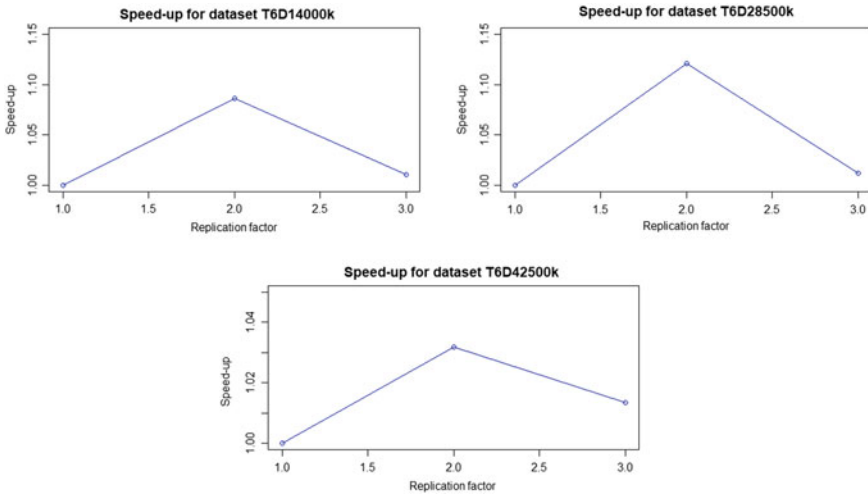 Speed-up for dataset T6D14000k
Speed-up
1.15
1.10
1.05
1.00
1.0 1.5 2.0 2.5 3.0
Replication factor
Speed-up for dataset T6D28500k
Speed-up
1.15
1.10
1.05
1.00
1.0 1.5 2.0 2.5 3.0
Replication factor
Speed-up for dataset T6D42500k
Speed-up
1.04
1.02
1.00
1.0 1.5 2.0 2.5 3.0
Replication factor